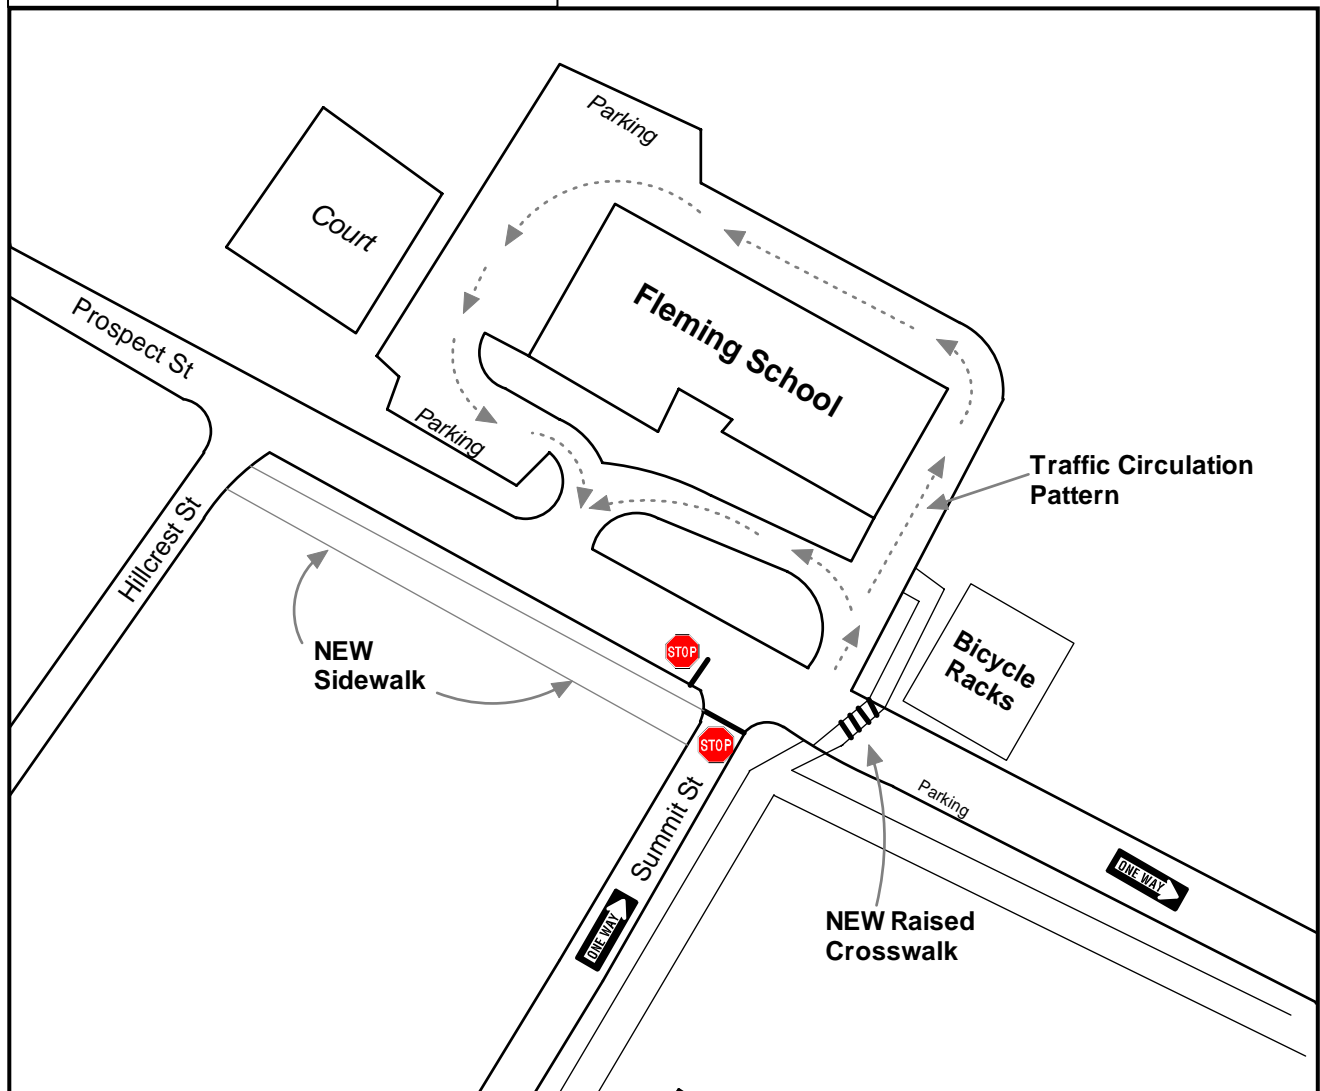 Parking
Court
Prospect St
Fleming School
Parking
Traffic Circulation
Pattern
Hillcrest St
Bicycle
Racks
NEW
Sidewalk
STOP
STOP
Parking
Summit St
ONE WAY
ONE WAY
NEW Raised
Crosswalk